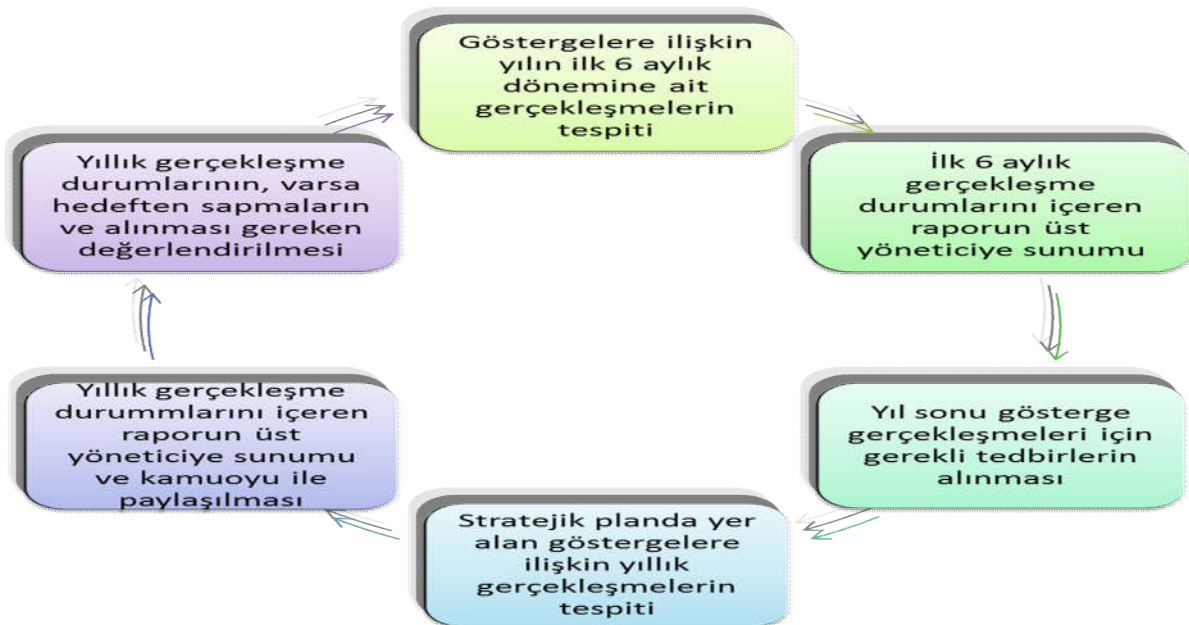 Göstergelere ilişkin
yılın ilk 6 aylık
dönemine ait
gerçekleşmelerin
tespiti
İlk 6 aylık
gerçekleşme
durumlarını içeren
raporun üst
yöneticiye sunumu
Yıl sonu gösterge
gerçekleşmeleri için
gerekli tedbirlerin
alınması
Stratejik planda yer
alan göstergelere
ilişkin yıllık
gerçekleşmelerin
tespiti
Yıllık gerçekleşme
durummlarını içeren
raporun üst
yöneticiye sunumu
ve kamuoyu ile
paylaşılması
Yıllık gerçekleşme
durumlarının, varsa
hedeften sapmaların
ve alınması gereken
değerlendirilmesi